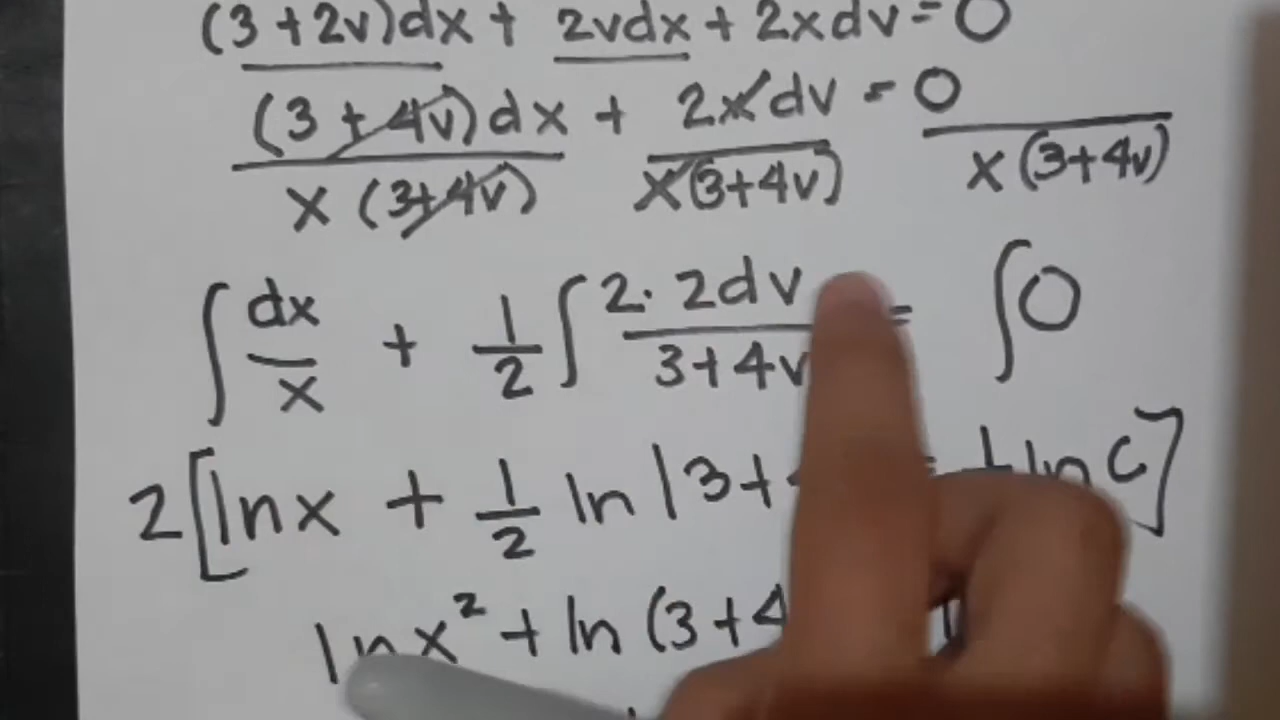 (3+2v)dx + 2vdx + 2xdv = 0
(3+4v)dx + 2xdv = 0
x(3+4v) x(3+4v) x(3+4v)
∫ dx/x + 1/2 ∫ 2·2dv/3+4v = ∫0
2[lnx + 1/2 ln|3+ ln C]
lnx² + ln(3+4